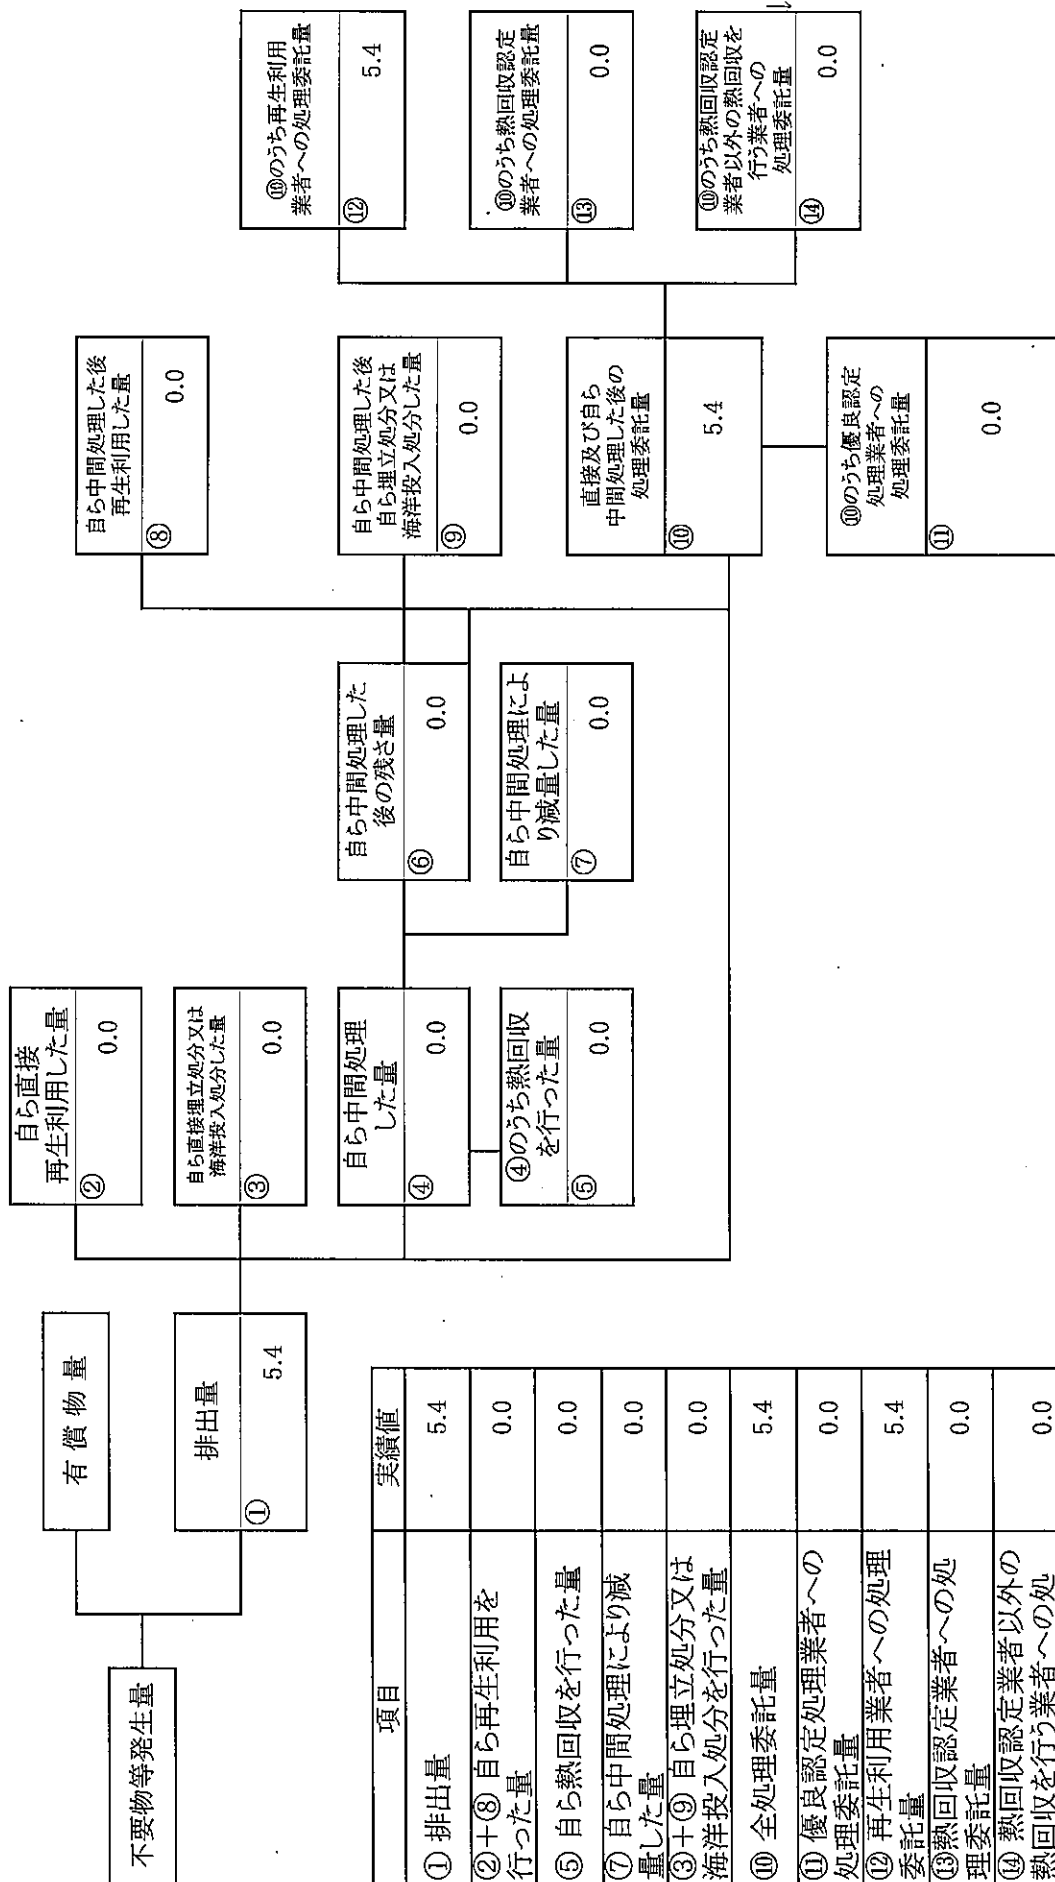 不要物等発生量
有償物量
排出量
①
5.4
自ら直接
再生利用した量
②
0.0
自ら直接埋立処分又は
海洋投入処分した量
③
0.0
自ら中間処理
した量
④
0.0
④のうち熱回収
を行った量
⑤
0.0
自ら中間処理した
後の残さ量
⑥
0.0
自ら中間処理によ
り減量した量
⑦
0.0
自ら中間処理した後
再生利用した量
⑧
0.0
自ら中間処理した後
自ら埋立処分又は
海洋投入処分した量
⑨
0.0
直接及び自ら
中間処理した後の
処理委託量
⑩
5.4
⑩のうち優良認定
処理業者への
処理委託量
⑪
0.0
⑩のうち再生利用
業者への処理委託量
⑫
5.4
⑩のうち熱回収認定
業者への処理委託量
⑬
0.0
⑩のうち熱回収認定
業者以外の熱回収を
行う業者への
処理委託量
⑭
0.0
項目 実績値
① 排出量 5.4
②+⑧ 自ら再生利用を
行った量 0.0
⑤ 自ら熱回収を行った量 0.0
⑦ 自ら中間処理により減
量した量 0.0
③+⑨ 自ら埋立処分又は
海洋投入処分を行った量 0.0
⑩ 全処理委託量 5.4
⑪ 優良認定処理業者への
処理委託量 0.0
⑫ 再生利用業者への処理
委託量 5.4
⑬熱回収認定業者への処
理委託量 0.0
⑭ 熱回収認定業者以外の
熱回収を行う業者への処 0.0